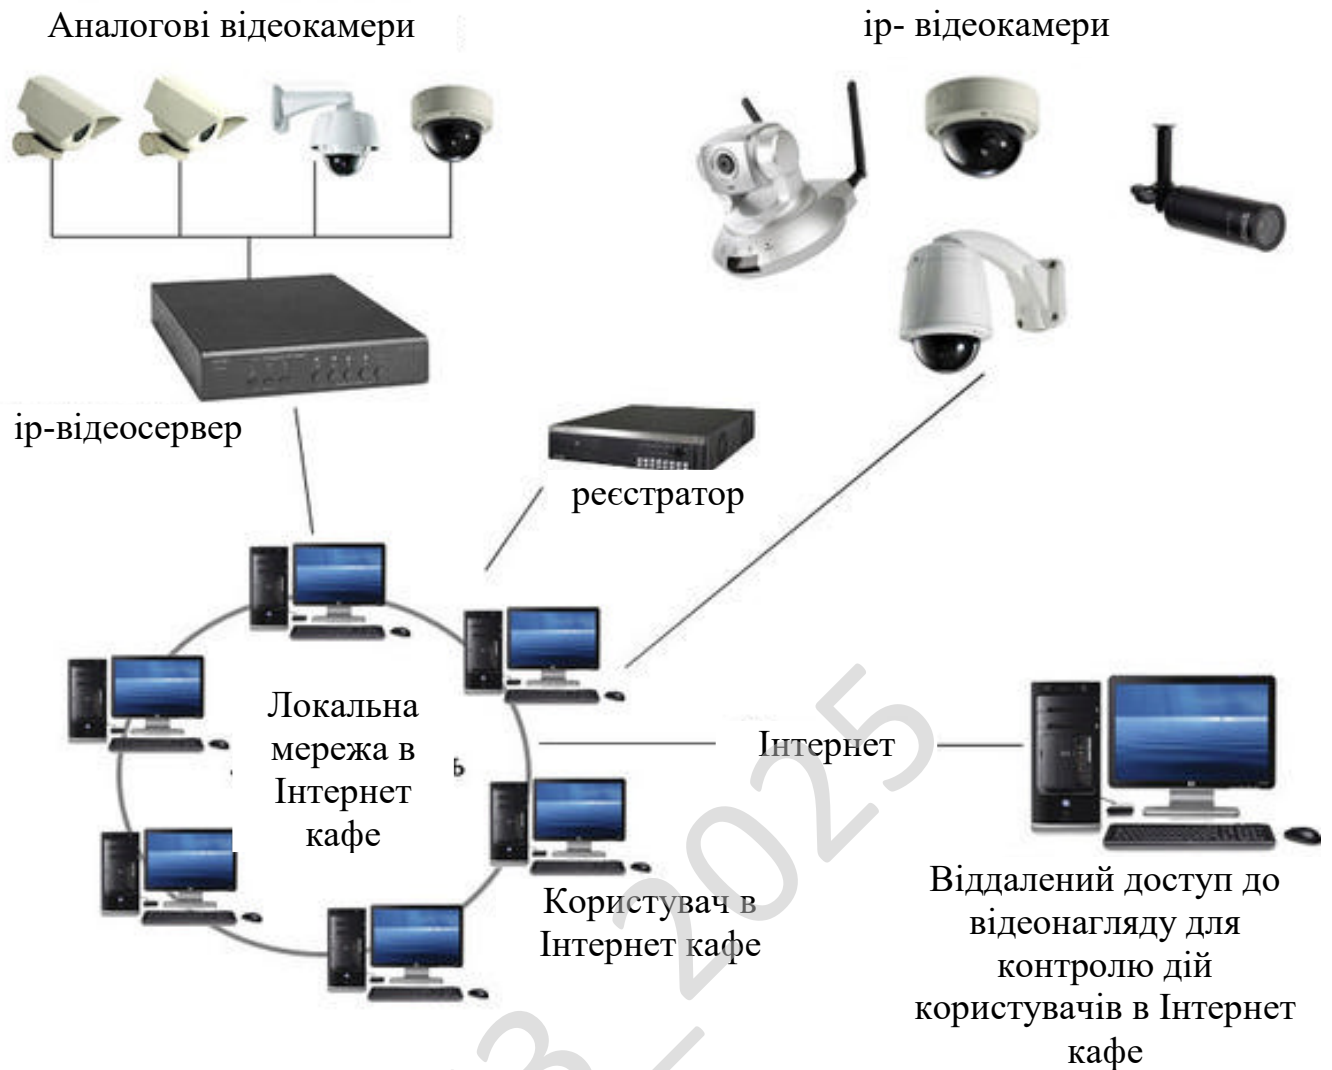 Аналогові відеокамери
ip- відеокамери
ip-відеосервер
реєстратор
Локальна
мережа в
Інтернет
кафе
Інтернет
Користувач в
Інтернет кафе
Віддалений доступ до
відеонагляду для
контролю дій
користувачів в Інтернет
кафе
3_2025